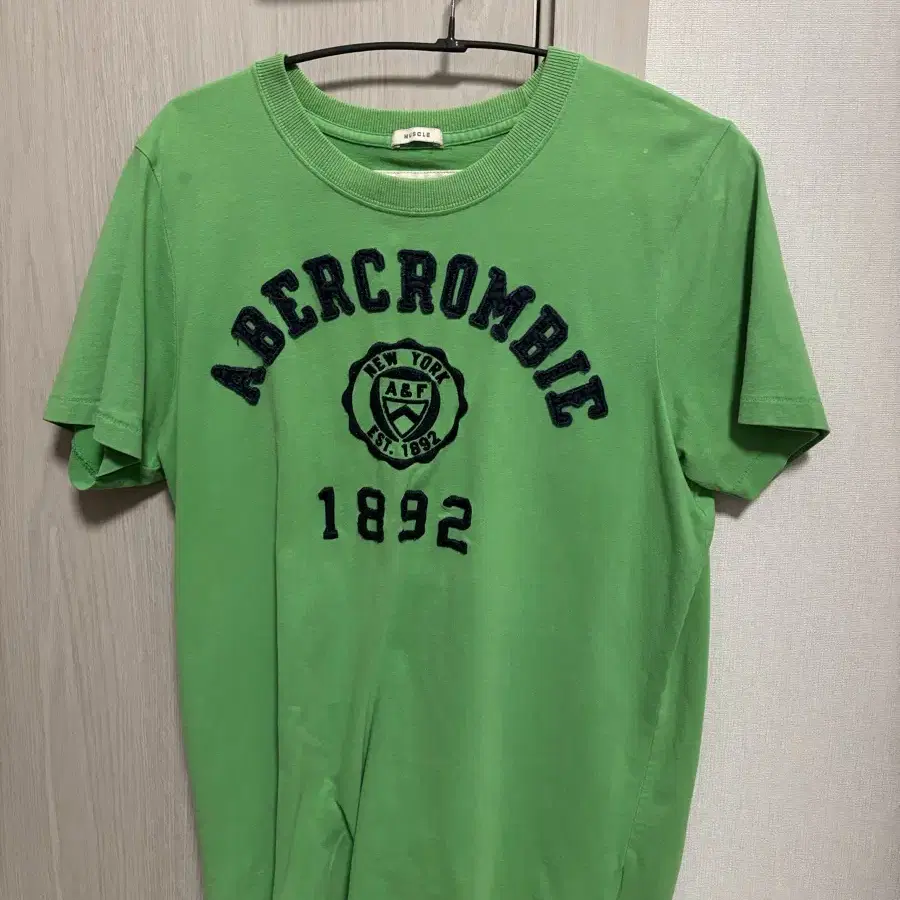 MUSCLE
ABERCROMBIE
NEW YORK
A&F
EST. 1892
1892